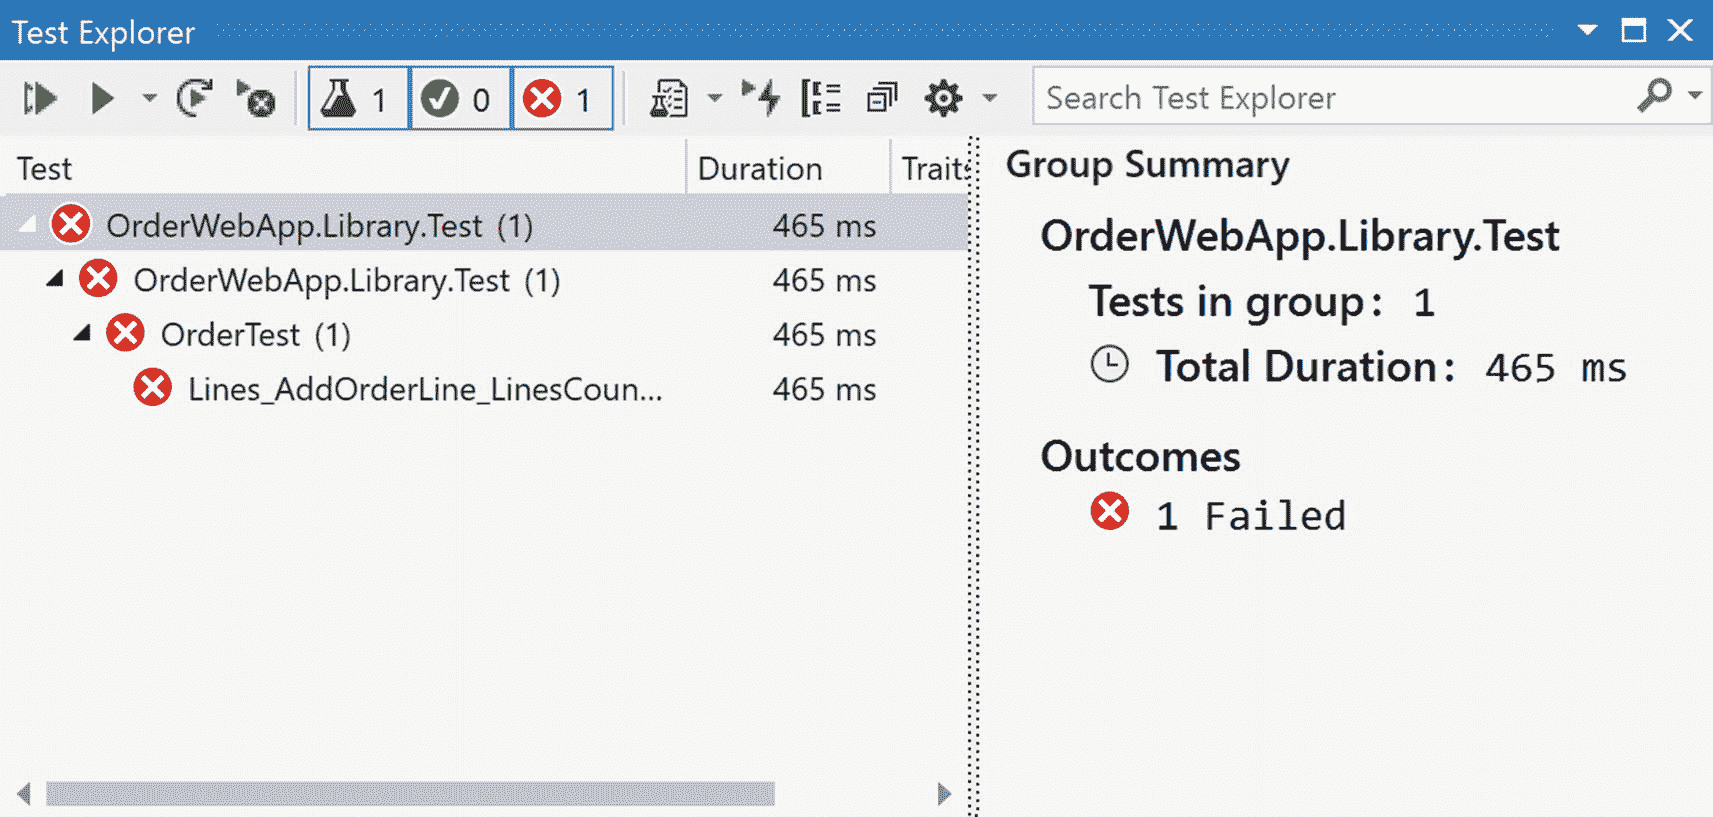 Test Explorer
1 0 1 Search Test Explorer
Test Duration Traits
OrderWebApp.Library.Test (1) 465 ms
OrderWebApp.Library.Test (1) 465 ms
OrderTest (1) 465 ms
Lines_AddOrderLine_LinesCoun... 465 ms
Group Summary
OrderWebApp.Library.Test
Tests in group: 1
Total Duration: 465 ms
Outcomes
1 Failed